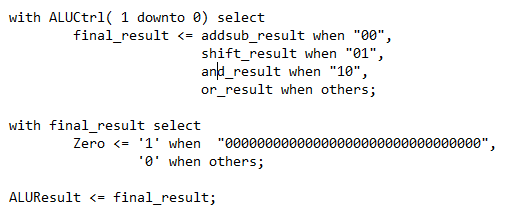 with ALUCtrl( 1 downto 0) select
final_result <= addsub_result when "00",
shift_result when "01",
and_result when "10",
or_result when others;
with final_result select
Zero <= '1' when "00000000000000000000000000000000",
'0' when others;
ALUResult <= final_result;